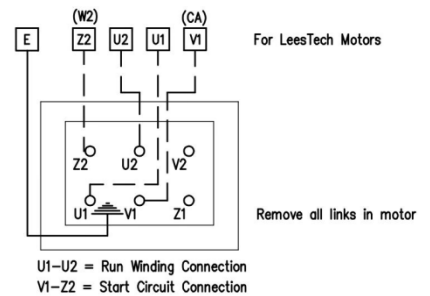 (W2) (CA)
E Z2 U2 U1 V1 For LeesTech Motors
Z2 U2 V2
U1 V1 Z1
Remove all links in motor
U1-U2 = Run Winding Connection
V1-Z2 = Start Circuit Connection